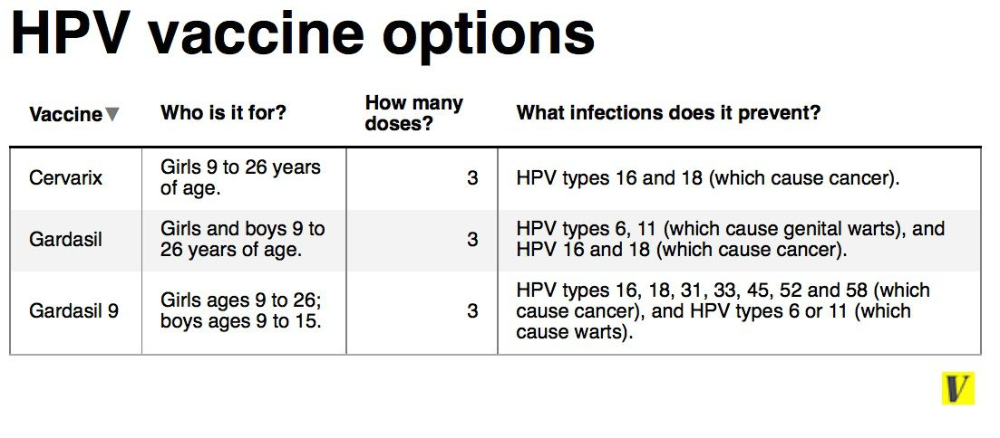 HPV vaccine options
Vaccine▼ Who is it for? How many doses? What infections does it prevent?
Cervarix Girls 9 to 26 years of age. 3 HPV types 16 and 18 (which cause cancer).
Gardasil Girls and boys 9 to 26 years of age. 3 HPV types 6, 11 (which cause genital warts), and HPV 16 and 18 (which cause cancer).
Gardasil 9 Girls ages 9 to 26; boys ages 9 to 15. 3 HPV types 16, 18, 31, 33, 45, 52 and 58 (which cause cancer), and HPV types 6 or 11 (which cause warts).
V